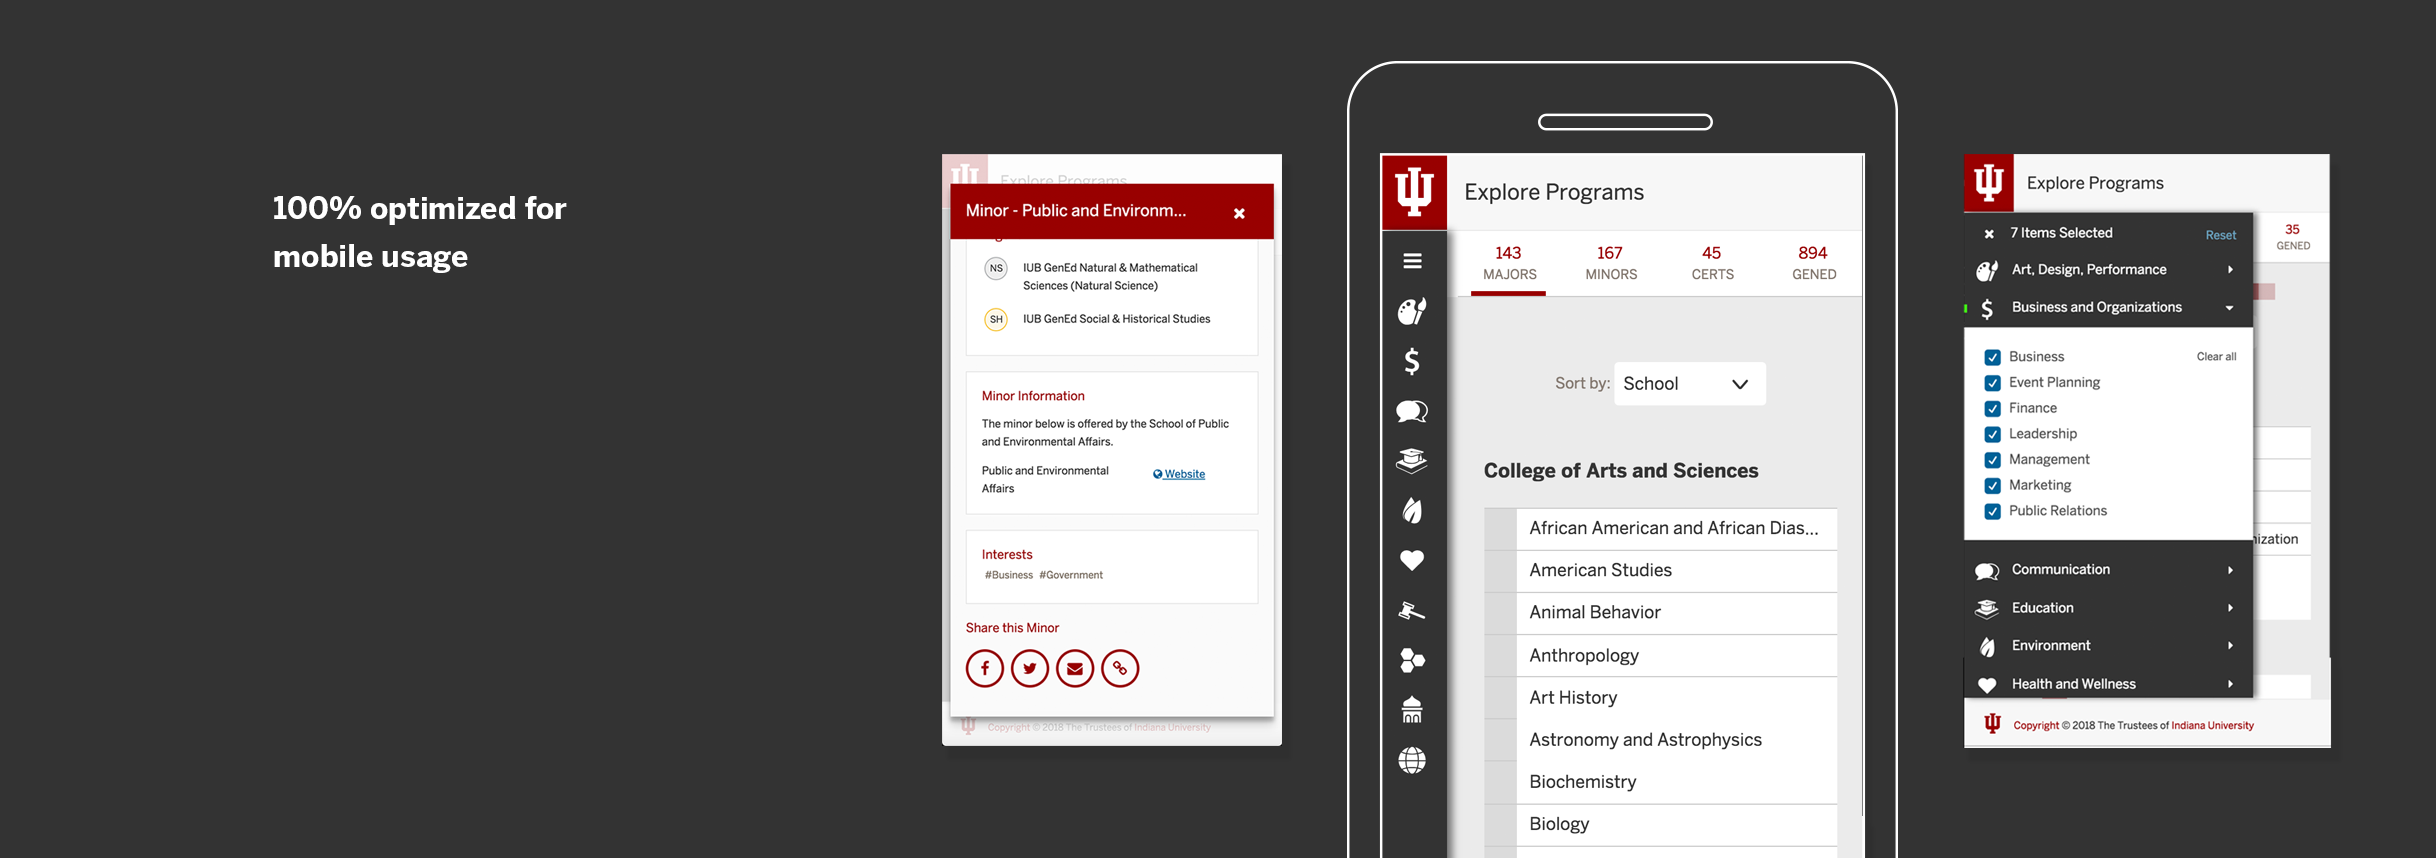 100% optimized for
mobile usage
Explore Programs
Minor - Public and Environm...
NS
IUB GenEd Natural & Mathematical
Sciences (Natural Science)
SH
IUB GenEd Social & Historical Studies
Minor Information
The minor below is offered by the School of Public
and Environmental Affairs.
Public and Environmental
Affairs
Website
Interests
#Business #Government
Share this Minor
Copyright © 2018 The Trustees of Indiana University
Explore Programs
143 167 45 894
MAJORS MINORS CERTS GENED
Sort by: School
College of Arts and Sciences
African American and African Dias...
American Studies
Animal Behavior
Anthropology
Art History
Astronomy and Astrophysics
Biochemistry
Biology
Explore Programs
7 Items Selected Reset
35
GENED
Art, Design, Performance
Business and Organizations
Business Clear all
Event Planning
Finance
Leadership
Management
Marketing
Public Relations
nization
Communication
Education
Environment
Health and Wellness
Copyright © 2018 The Trustees of Indiana University